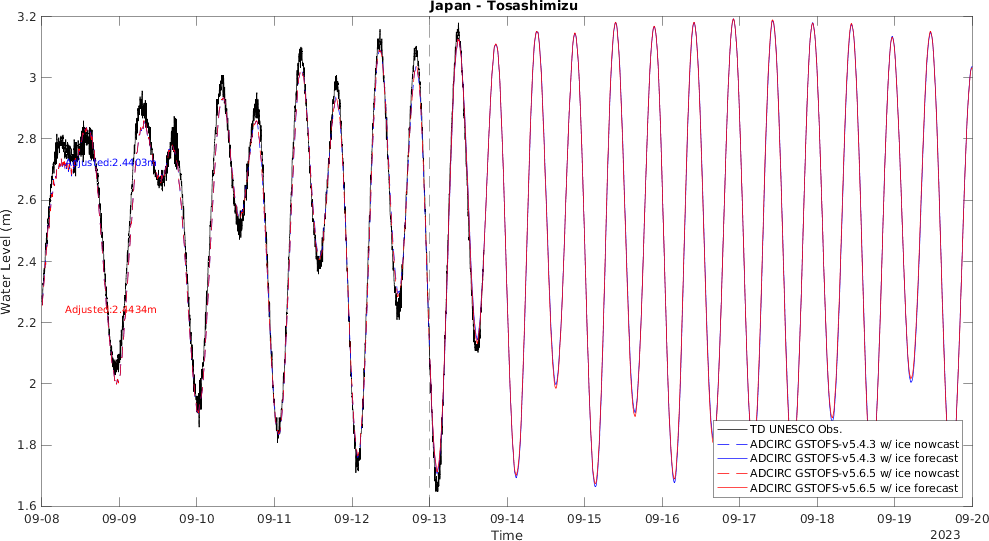 Japan - Tosashimizu
Water Level (m)
3.2
3
2.8
2.6
2.4
2.2
2
1.8
1.6
Adjusted:2.4403m
Adjusted:2.4434m
TD UNESCO Obs.
ADCIRC GSTOFS-v5.4.3 w/ ice nowcast
ADCIRC GSTOFS-v5.4.3 w/ ice forecast
ADCIRC GSTOFS-v5.6.5 w/ ice nowcast
ADCIRC GSTOFS-v5.6.5 w/ ice forecast
09-08 09-09 09-10 09-11 09-12 09-13 09-14 09-15 09-16 09-17 09-18 09-19 09-20
Time
2023